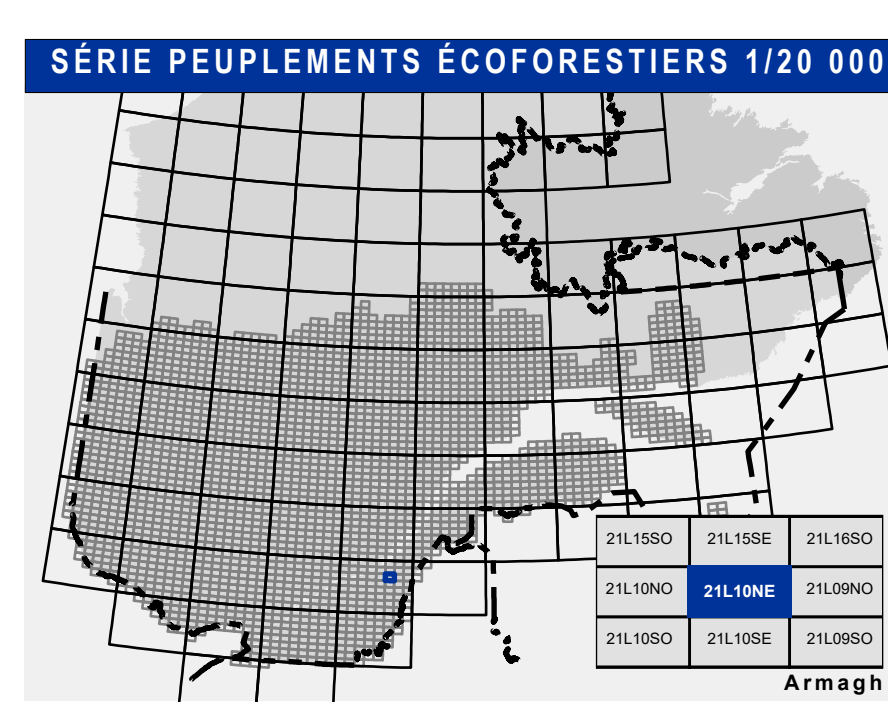 SÉRIE PEUPLEMENTS ÉCOFORESTIERS 1/20 000
21L15SO 21L15SE 21L16SO
21L10NO 21L10NE 21L09NO
21L10SO 21L10SE 21L09SO
Armagh